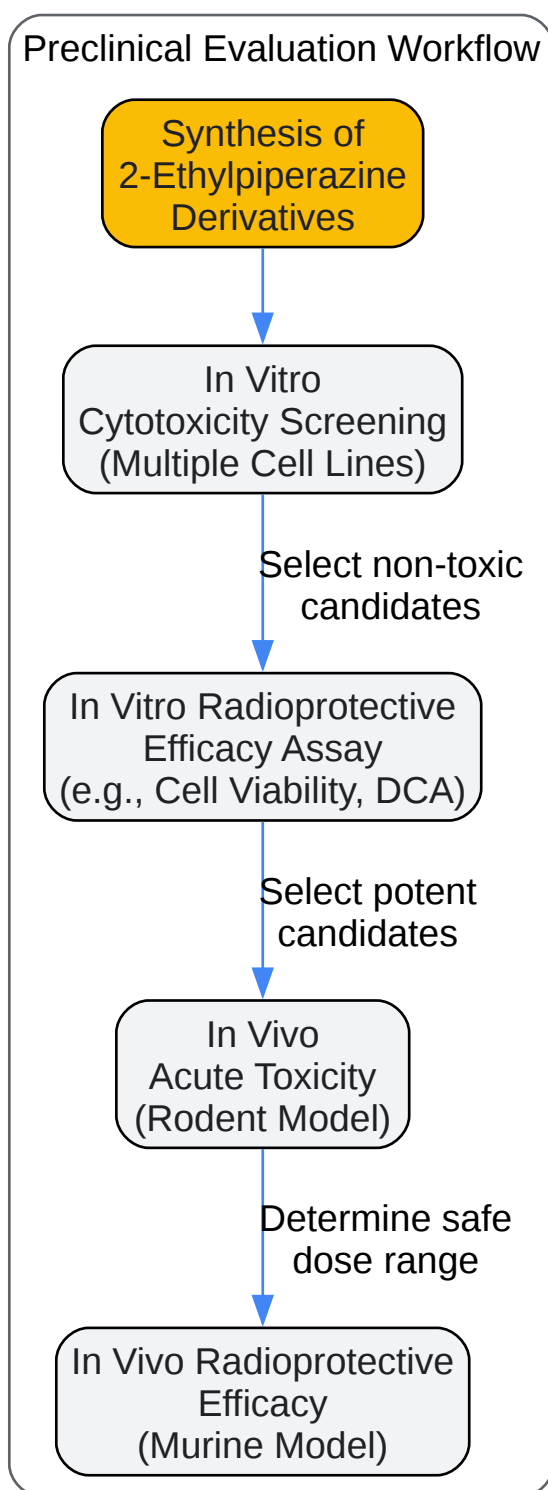 Preclinical Evaluation Workflow
Synthesis of
2-Ethylpiperazine
Derivatives
In Vitro
Cytotoxicity Screening
(Multiple Cell Lines)
Select non-toxic
candidates
In Vitro Radioprotective
Efficacy Assay
(e.g., Cell Viability, DCA)
Select potent
candidates
In Vivo
Acute Toxicity
(Rodent Model)
Determine safe
dose range
In Vivo Radioprotective
Efficacy
(Murine Model)